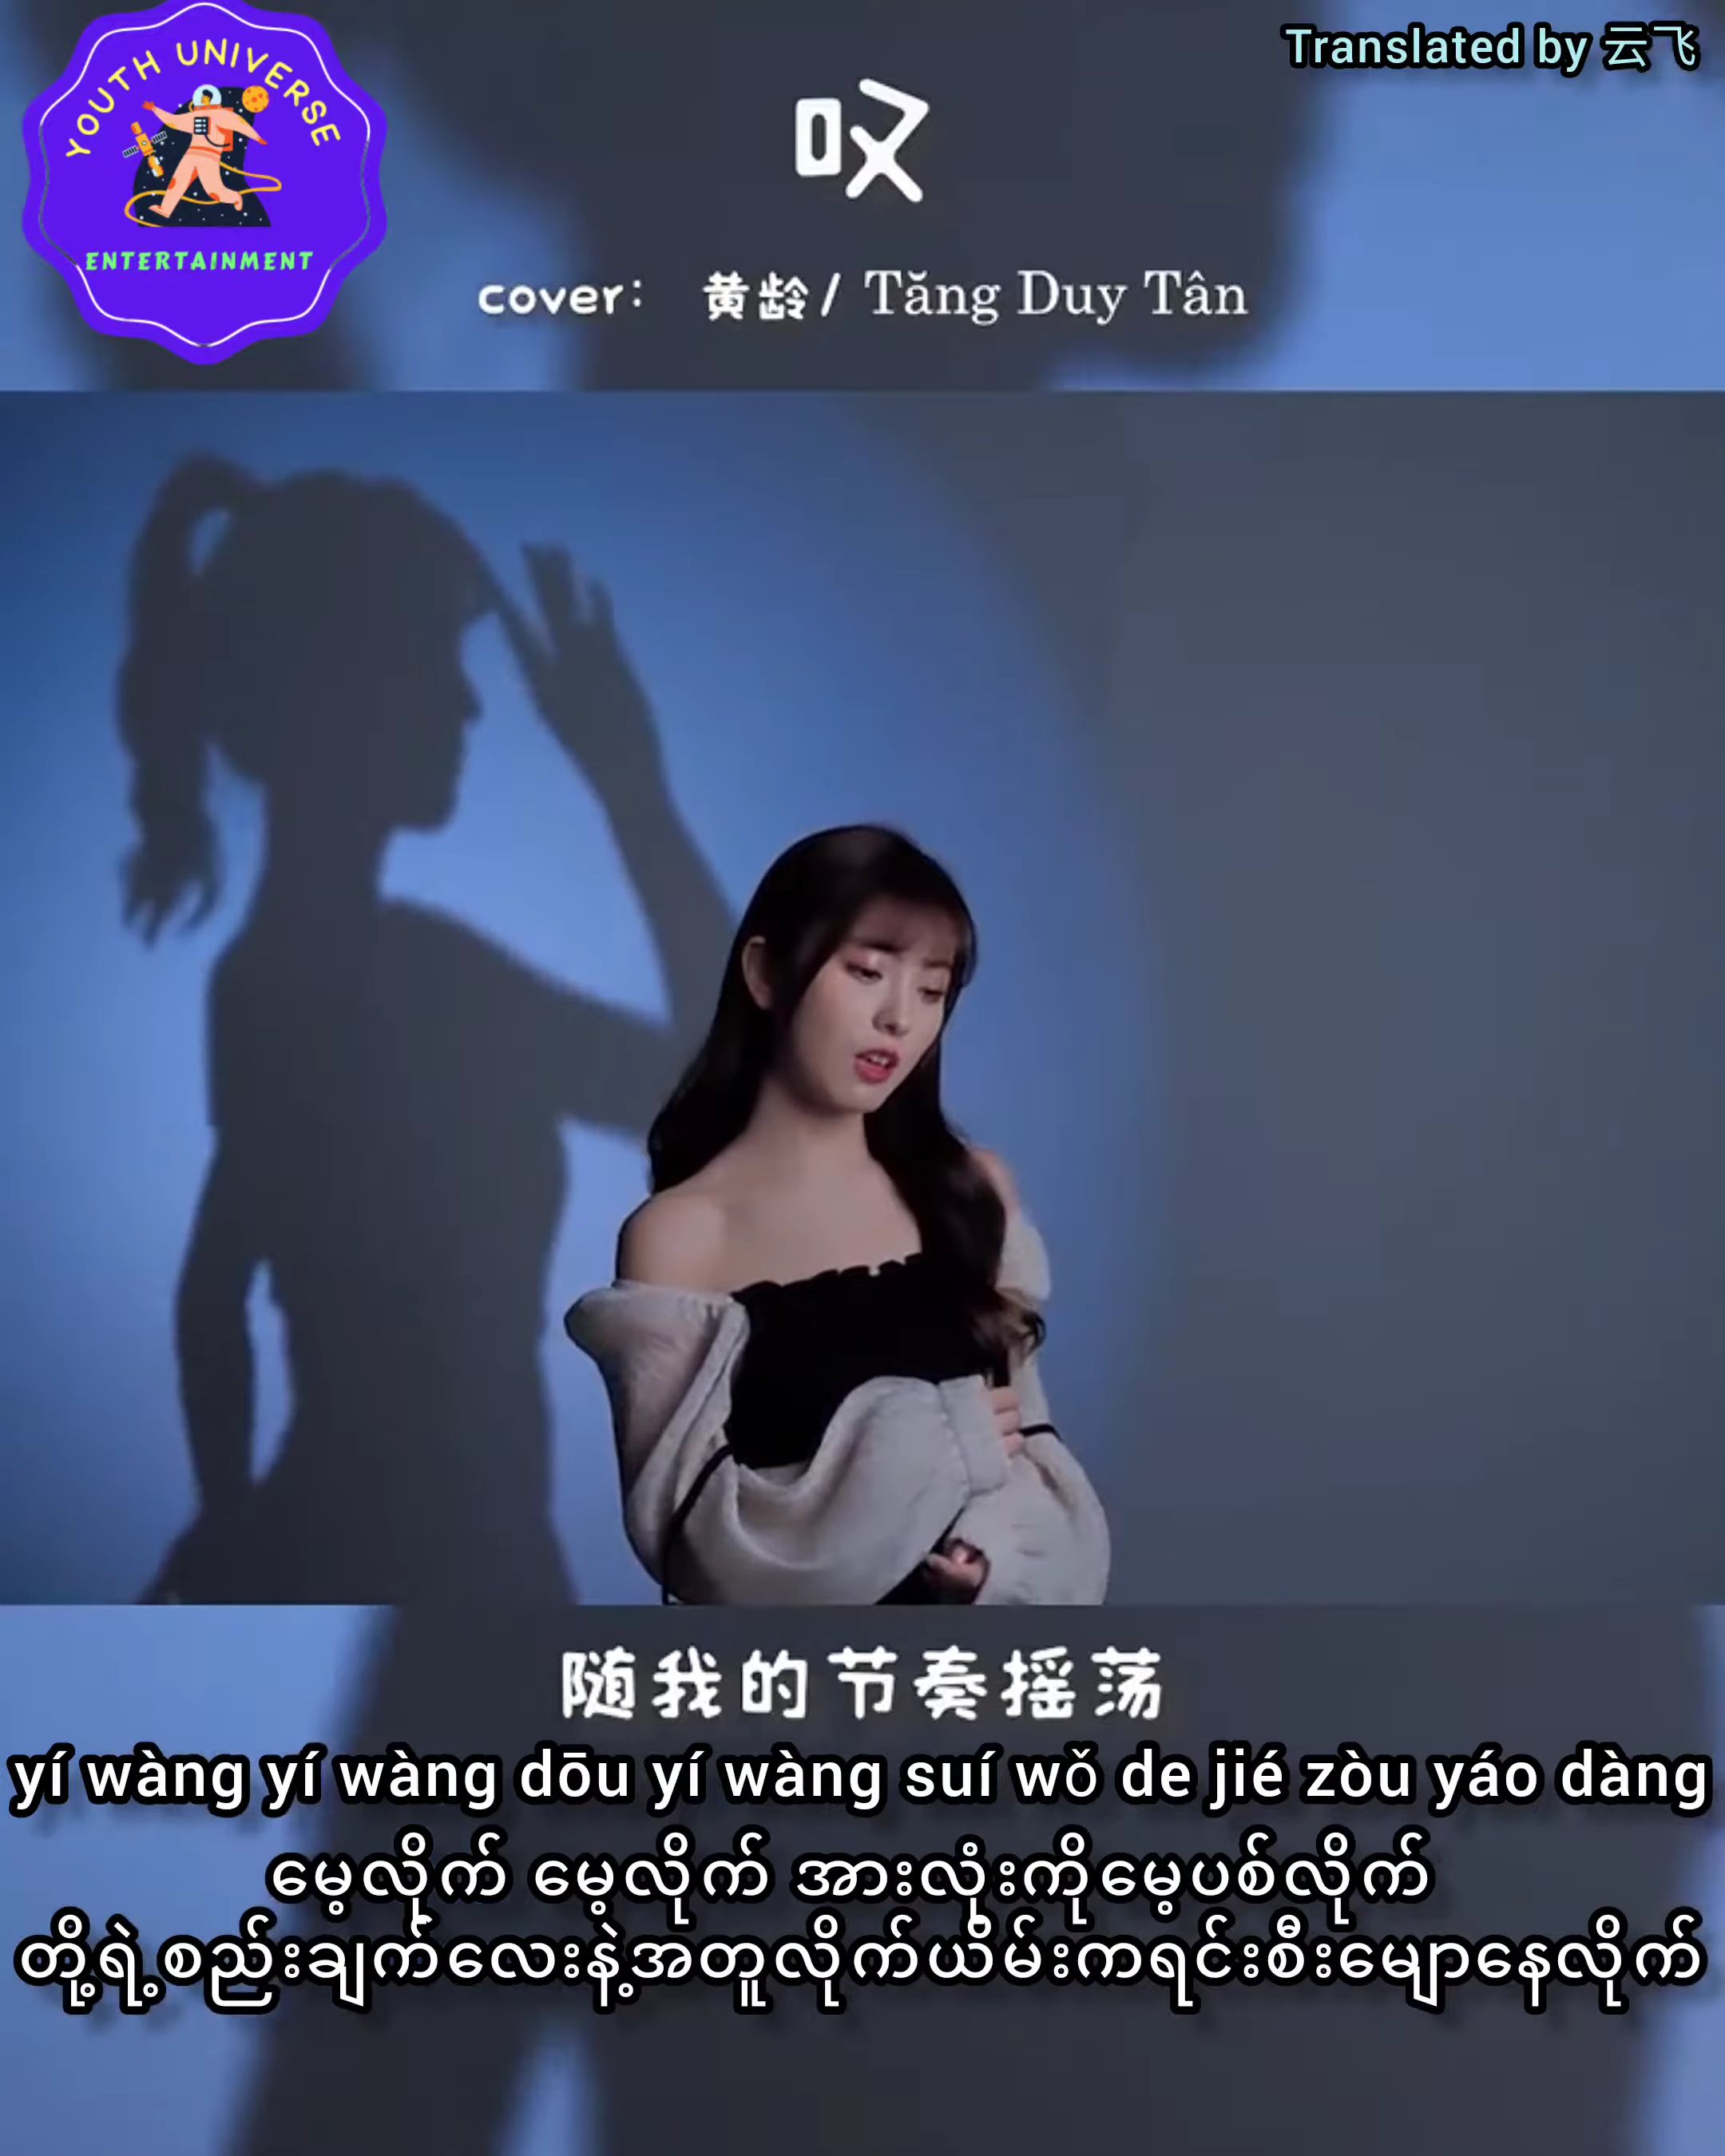 YOUTH UNIVERSE
ENTERTAINMENT
Translated by 云飞
叹
cover: 黄龄/ Tăng Duy Tân
随我的节奏摇荡
yí wàng yí wàng dōu yí wàng suí wǒ de jié zòu yáo dàng
မေ့လိုက် မေ့လိုက် အားလုံးကိုမေ့ပစ်လိုက်
တို့ရဲ့စည်းချက်လေးနဲ့အတူလိုက်ယိမ်းကရင်းစီးမျောနေလိုက်